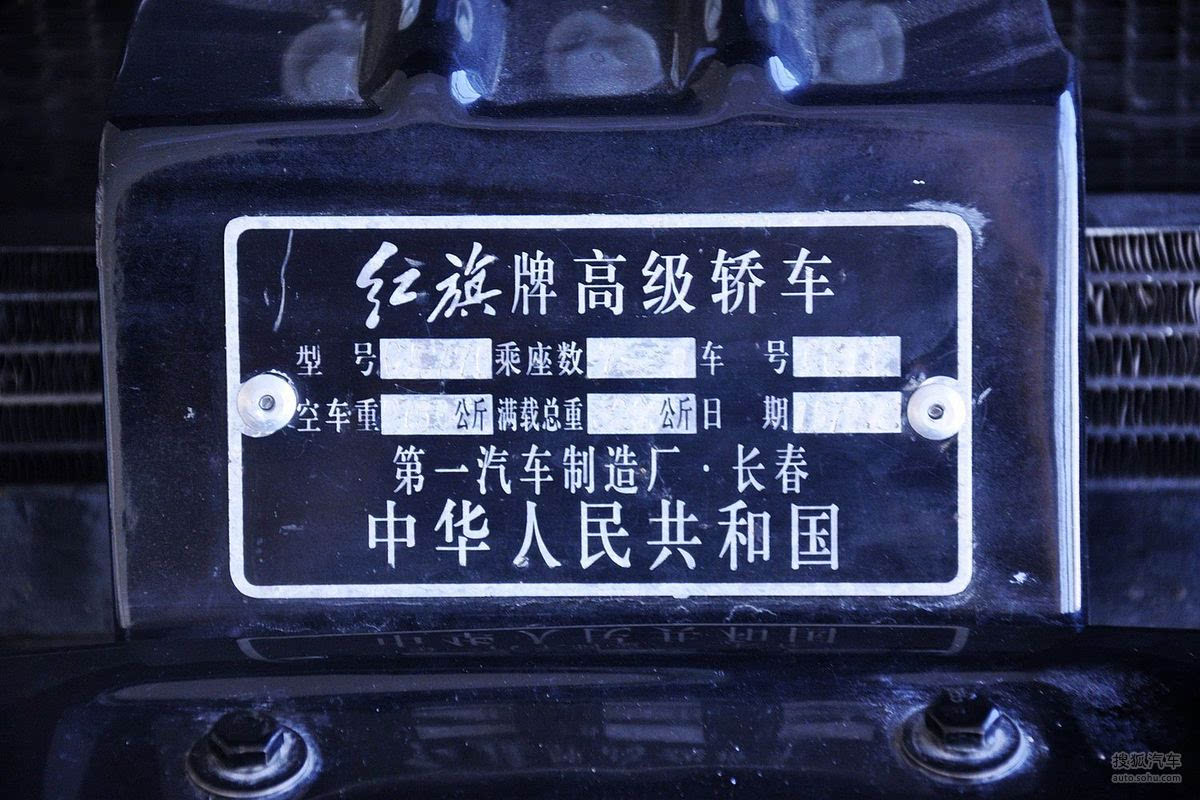 红旗牌高级轿车
型号 乘座数 车号
空车重 公斤 满载总重 公斤 日期
第一汽车制造厂·长春
中华人民共和国
搜狐汽车
auto.sohu.com